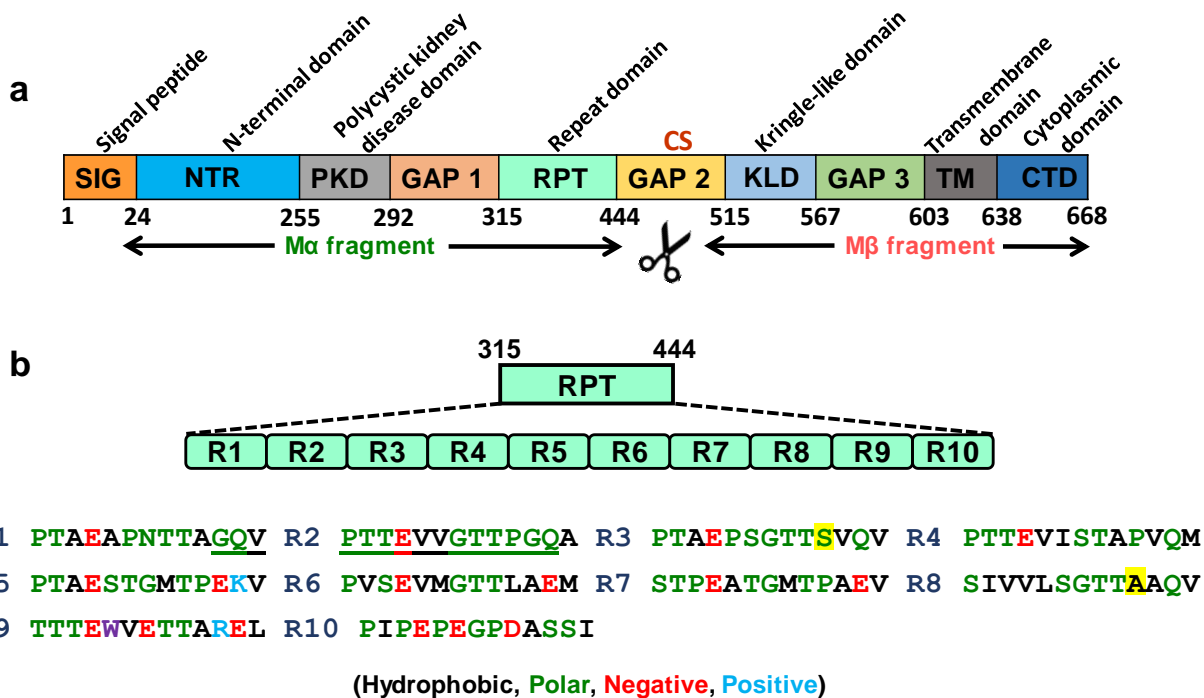 a
Signal peptide
N-terminal domain
Polycystic kidney
disease domain
Repeat domain
Kringle-like domain
Transmembrane
domain
Cytoplasmic
domain
CS
SIG NTR PKD GAP 1 RPT GAP 2 KLD GAP 3 TM CTD
1 24 255 292 315 444 515 567 603 638 668
Mα fragment Mβ fragment
b
315 444
RPT
R1 R2 R3 R4 R5 R6 R7 R8 R9 R10
1 PTAEAPNTTAGQV R2 PTTEVVGTTPGQA R3 PTAEPSGTTSVQV R4 PTTEVISTAPVQM
5 PTAESTGMTPEKV R6 PVSEVMGTTLAEM R7 STPEATGMTPAEV R8 SIVVLSGTTAAQV
9 TTTEWVETTAREL R10 PIPEPEGPDASSI
(Hydrophobic, Polar, Negative, Positive)